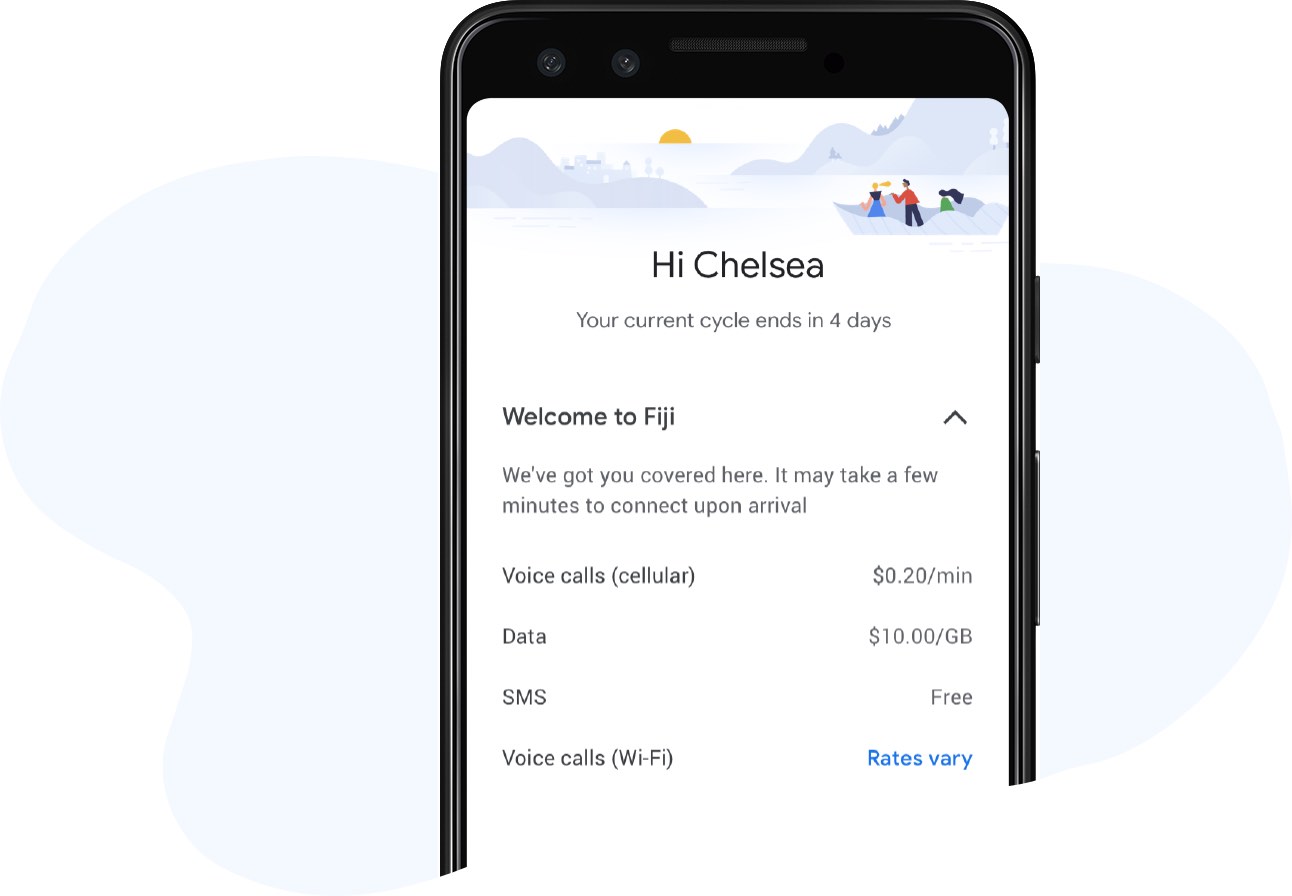 Hi Chelsea
Your current cycle ends in 4 days
Welcome to Fiji
We've got you covered here. It may take a few
minutes to connect upon arrival
Voice calls (cellular) $0.20/min
Data $10.00/GB
SMS Free
Voice calls (Wi-Fi) Rates vary